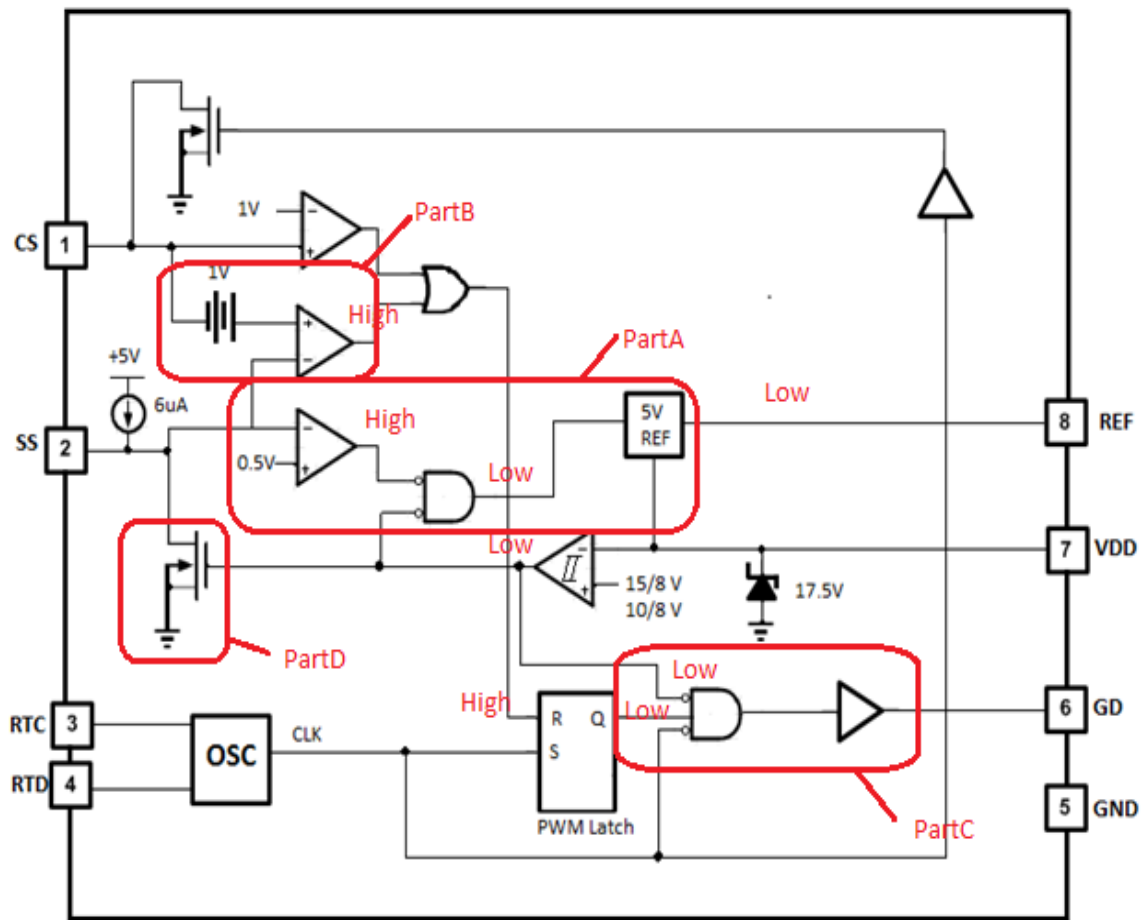 1V
PartB
CS
1
1V
High
PartA
+5V
6uA
High
5V
REF
Low
8
REF
SS
2
0.5V
Low
Low
7
VDD
15/8 V
10/8 V
17.5V
PartD
Low
High
RTC
3
R
Q
Low
6
GD
OSC
CLK
S
RTD
4
5
GND
PWM Latch
PartC